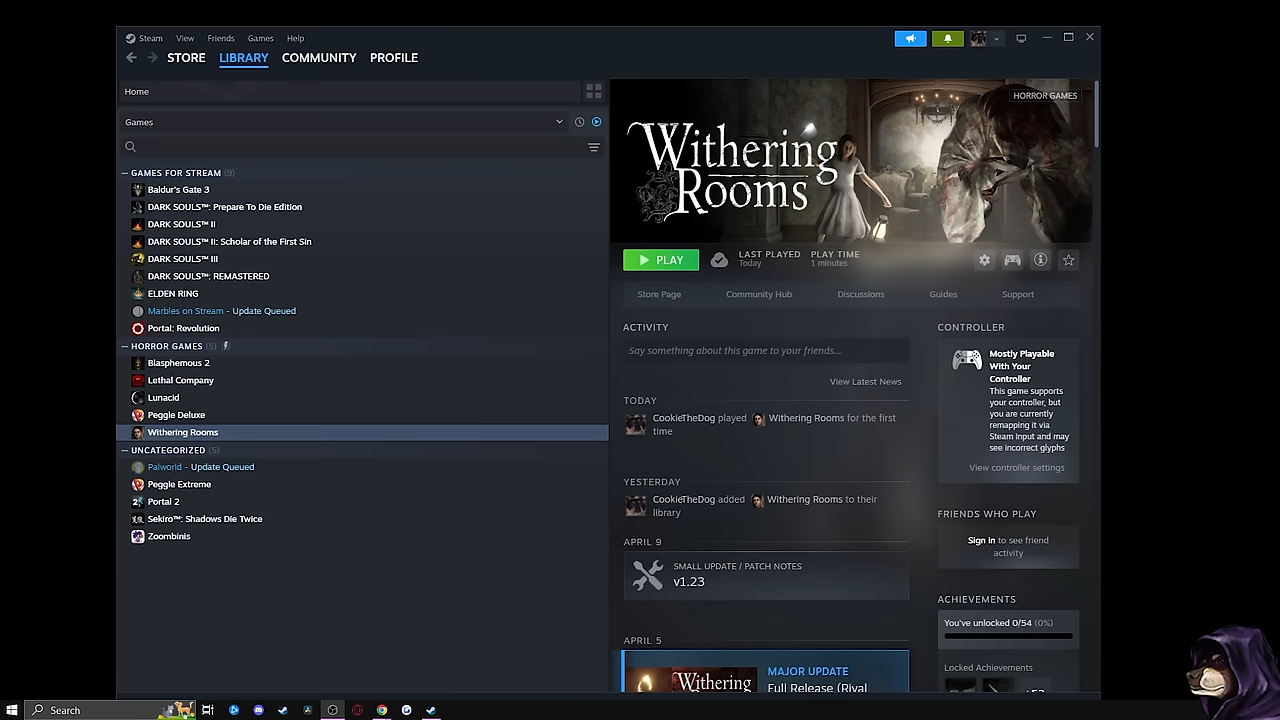 Steam View Friends Games Help
STORE LIBRARY COMMUNITY PROFILE
Home
Games
GAMES FOR STREAM (9)
Baldur's Gate 3
DARK SOULS™: Prepare To Die Edition
DARK SOULS™ II
DARK SOULS™ II: Scholar of the First Sin
DARK SOULS™ III
DARK SOULS™: REMASTERED
ELDEN RING
Marbles on Stream - Update Queued
Portal: Revolution
HORROR GAMES (5)
Blasphemous 2
Lethal Company
Lunacid
Peggle Deluxe
Withering Rooms
UNCATEGORIZED (5)
Palworld - Update Queued
Peggle Extreme
Portal 2
Sekiro™: Shadows Die Twice
Zoombinis
HORROR GAMES
Withering
Rooms
PLAY
LAST PLAYED
Today
PLAY TIME
1 minutes
Store Page Community Hub Discussions Guides Support
ACTIVITY
Say something about this game to your friends...
View Latest News
TODAY
CookieTheDog played Withering Rooms for the first
time
YESTERDAY
CookieTheDog added Withering Rooms to their
library
APRIL 9
SMALL UPDATE / PATCH NOTES
v1.23
APRIL 5
Withering
MAJOR UPDATE
Full Release (Rival
CONTROLLER
Mostly Playable
With Your
Controller
This game supports
your controller, but
you are currently
remapping it via
Steam Input and may
see incorrect glyphs
View controller settings
FRIENDS WHO PLAY
Sign in to see friend
activity
ACHIEVEMENTS
You've unlocked 0/54 (0%)
Locked Achievements
Search